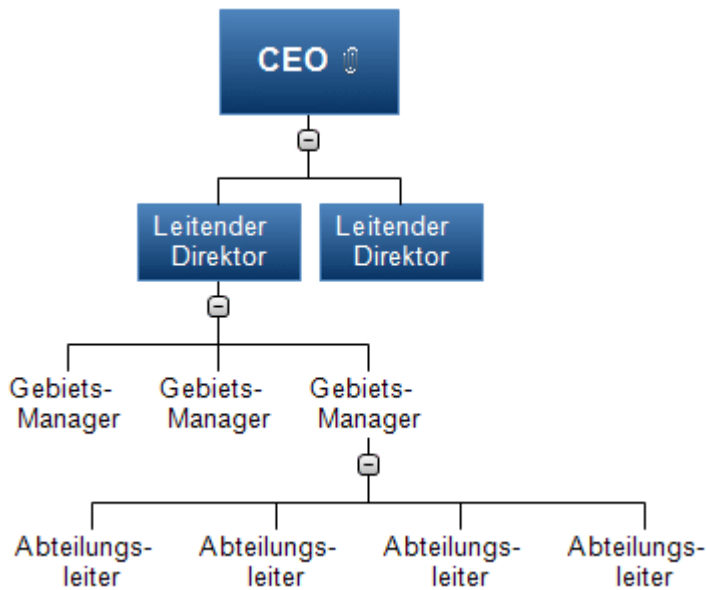 CEO
Leitender
Direktor
Leitender
Direktor
Gebiets-
Manager
Gebiets-
Manager
Gebiets-
Manager
Abteilungs-
leiter
Abteilungs-
leiter
Abteilungs-
leiter
Abteilungs-
leiter